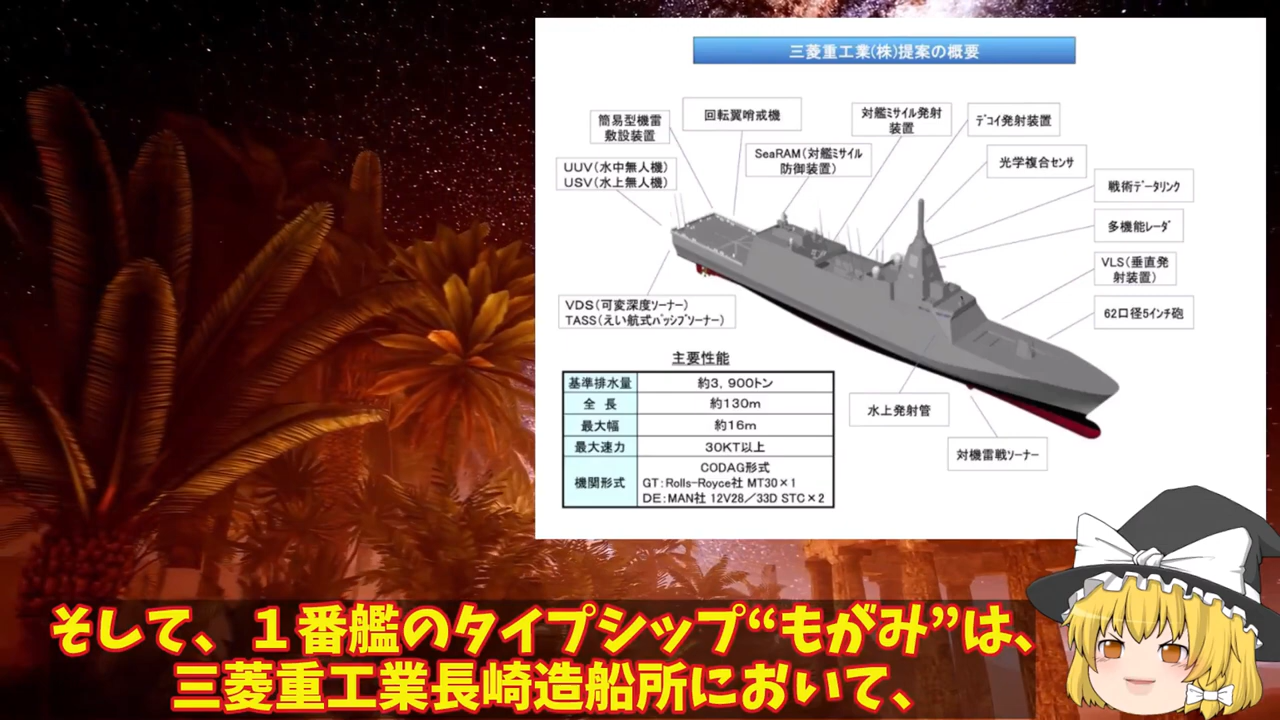 三菱重工業(株)提案の概要
簡易型機雷
敷設装置
回転翼哨戒機
対艦ミサイル発射
装置
デコイ発射装置
UUV(水中無人機)
USV(水上無人機)
SeaRAM(対艦ミサイル
防御装置)
光学複合センサ
戦術データリンク
多機能レーダ
VLS(垂直発
射装置)
62口径5インチ砲
VDS(可変深度ソーナー)
TASS(えい航式パッシブソーナー)
水上発射管
対機雷戦ソーナー
主要性能
基準排水量 約3,900トン
全 長 約130m
最大幅 約16m
最大速力 30KT以上
機関形式 CODAG形式
GT:Rolls-Royce社 MT30×1
DE:MAN社 12V28/33D STC×2
そして、1番艦のタイプシップ“もがみ”は、
三菱重工業長崎造船所において、